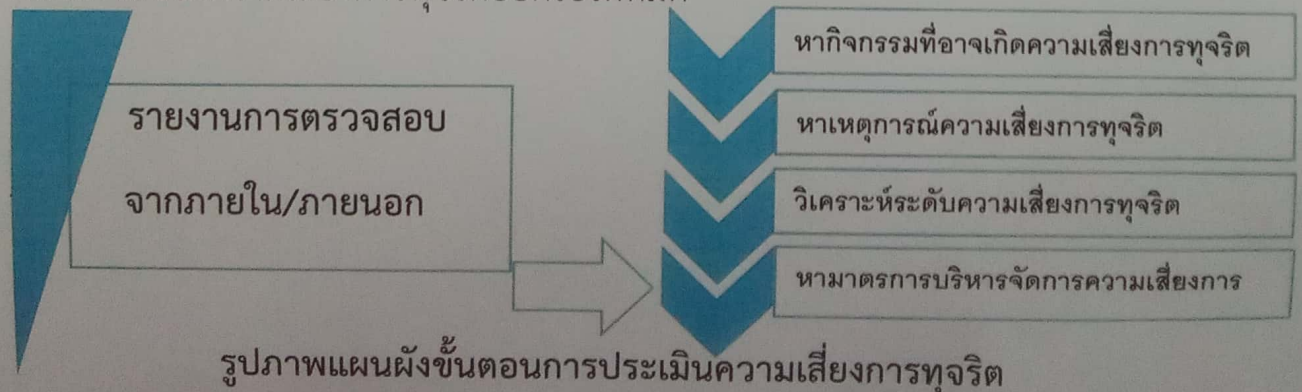 รายงานการตรวจสอบ
จากภายใน/ภายนอก
หากิจกรรมที่อาจเกิดความเสี่ยงการทุจริต
หาเหตุการณ์ความเสี่ยงการทุจริต
วิเคราะห์ระดับความเสี่ยงการทุจริต
หามาตรการบริหารจัดการความเสี่ยงการ
รูปภาพแผนผังขั้นตอนการประเมินความเสี่ยงการทุจริต